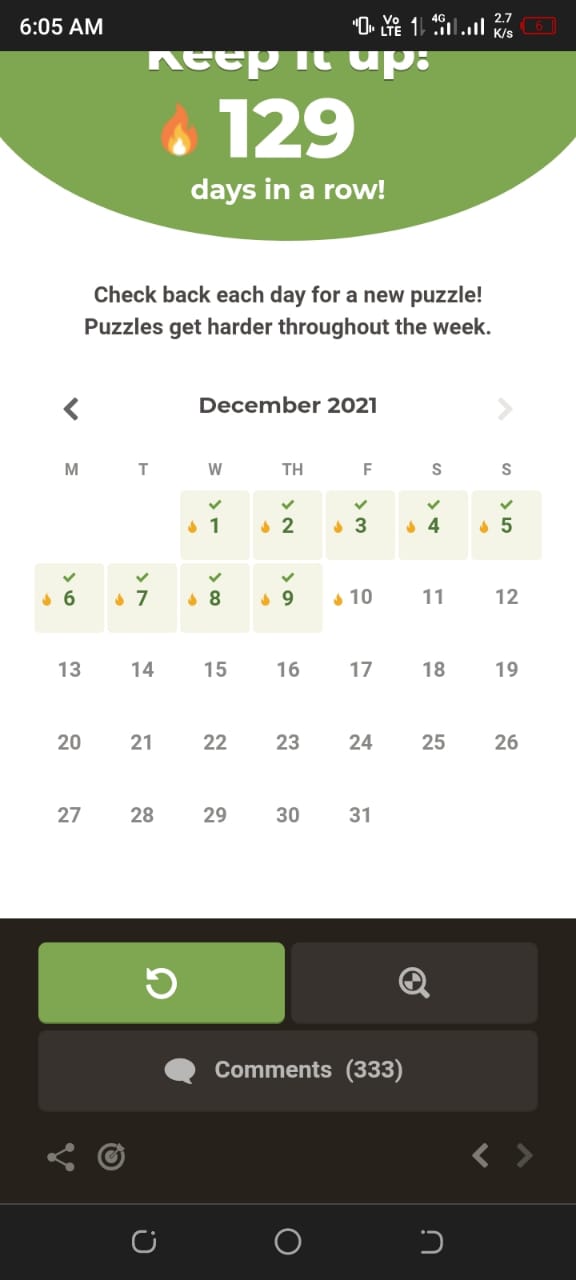 6:05 AM Vo LTE 4G 2.7 K/s 6
Keep it up!
129
days in a row!
Check back each day for a new puzzle!
Puzzles get harder throughout the week.
December 2021
M T W TH F S S
1 2 3 4 5
6 7 8 9 10 11 12
13 14 15 16 17 18 19
20 21 22 23 24 25 26
27 28 29 30 31
Comments (333)